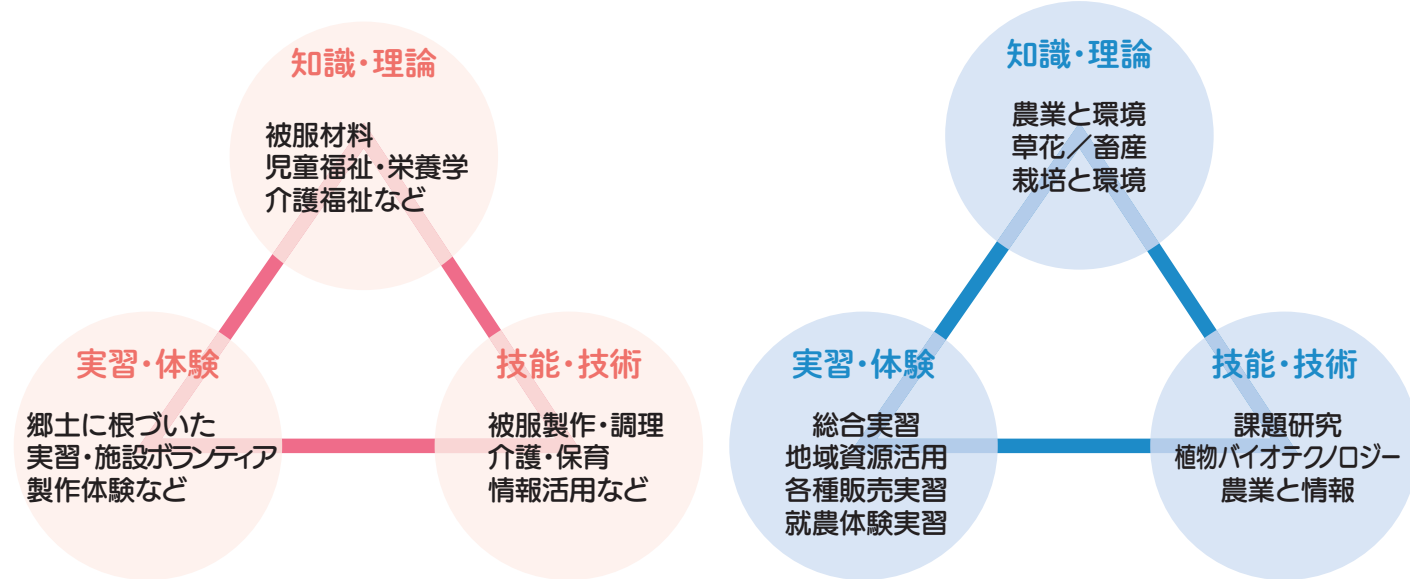 知識・理論
被服材料
児童福祉・栄養学
介護福祉など
実習・体験
郷土に根づいた
実習・施設ボランティア
製作体験など
技能・技術
被服製作・調理
介護・保育
情報活用など
知識・理論
農業と環境
草花／畜産
栽培と環境
実習・体験
総合実習
地域資源活用
各種販売実習
就農体験実習
技能・技術
課題研究
植物バイオテクノロジー
農業と情報